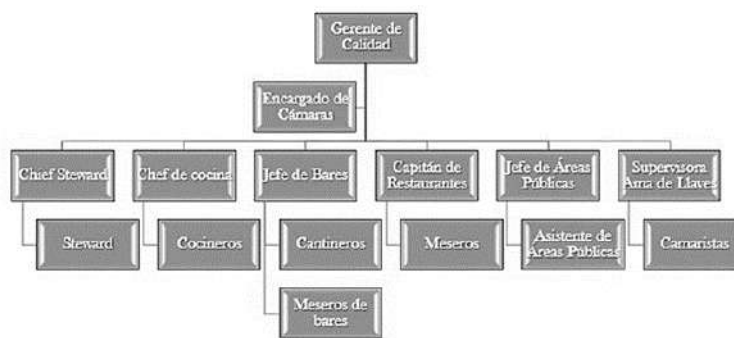 Gerente de
Calidad
Encargado de
Cámaras
Chief Steward
Chef de cocina
Jefe de Bares
Capitán de
Restaurantes
Jefe de Áreas
Públicas
Supervisora
Ama de Llaves
Steward
Cocineros
Cantineros
Meseros
Asistente de
Areas Públicas
Camaristas
Meseros de
bares